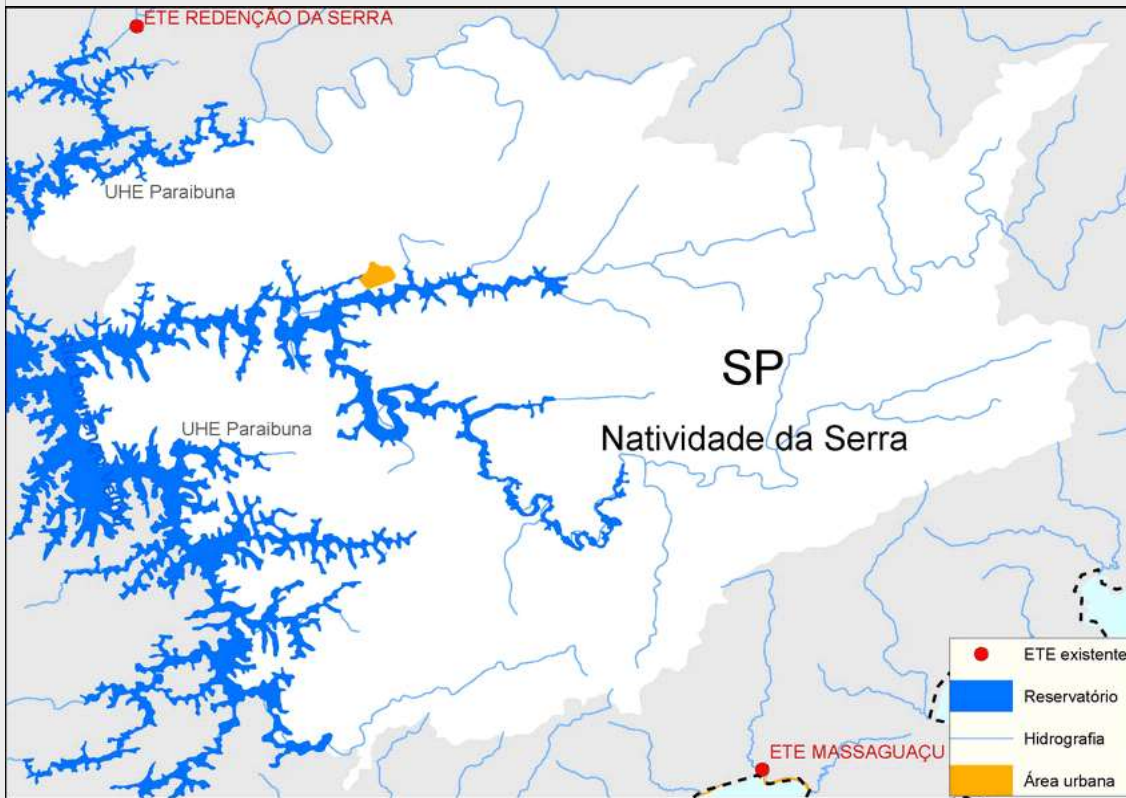 ETE REDENÇÃO DA SERRA
UHE Paraibuna
SP
UHE Paraibuna
Natividade da Serra
ETE MASSAGUAÇU
ETE existente
Reservatório
Hidrografia
Área urbana